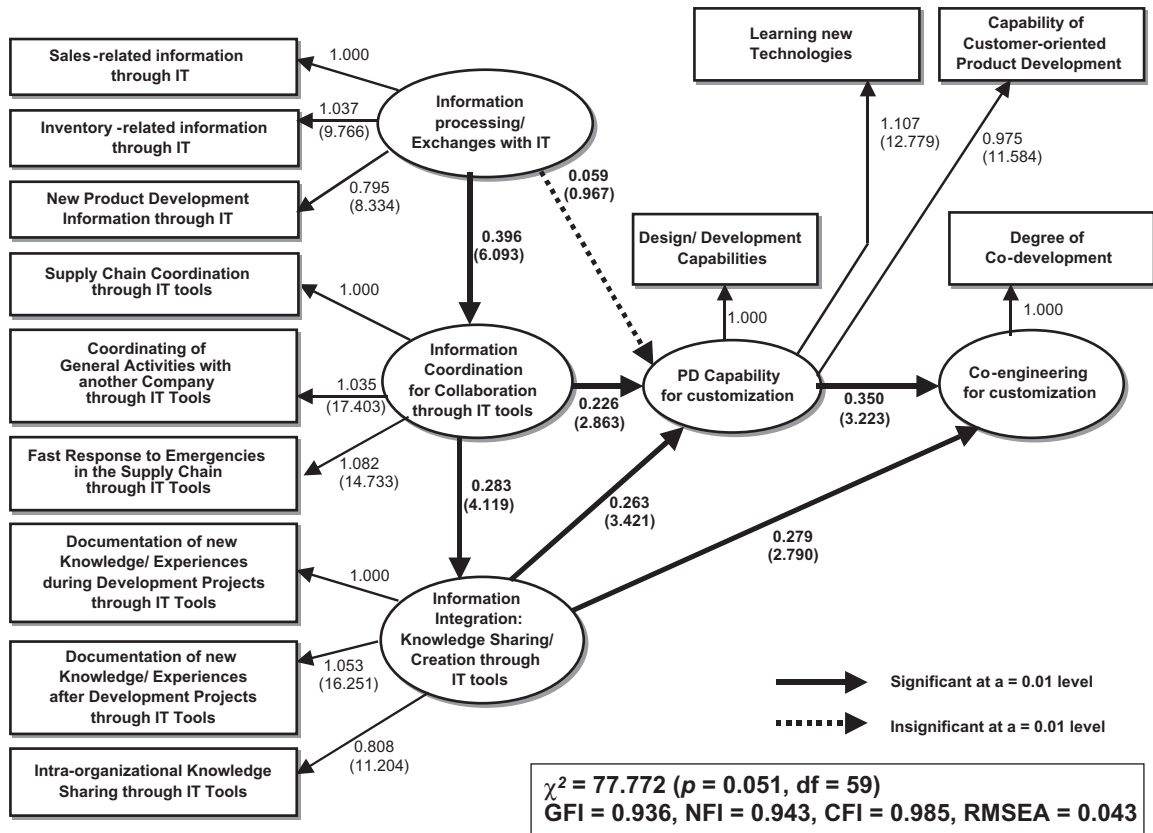 Sales-related information
through IT
Inventory -related information
through IT
New Product Development
Information through IT
Supply Chain Coordination
through IT tools
Coordinating of
General Activities with
another Company
through IT Tools
Fast Response to Emergencies
in the Supply Chain
through IT Tools
Documentation of new
Knowledge/ Experiences
during Development Projects
through IT Tools
Documentation of new
Knowledge/ Experiences
after Development Projects
through IT Tools
Intra-organizational Knowledge
Sharing through IT Tools
1.000
1.037
(9.766)
0.795
(8.334)
1.000
1.035
(17.403)
1.082
(14.733)
1.000
1.053
(16.251)
0.808
(11.204)
Information
processing/
Exchanges with IT
0.396
(6.093)
0.059
(0.967)
Information
Coordination
for Collaboration
through IT tools
0.226
(2.863)
0.283
(4.119)
Information
Integration:
Knowledge Sharing/
Creation through
IT tools
0.263
(3.421)
0.279
(2.790)
Learning new
Technologies
Capability of
Customer-oriented
Product Development
1.107
(12.779)
0.975
(11.584)
Design/ Development
Capabilities
1.000
Degree of
Co-development
1.000
PD Capability
for customization
0.350
(3.223)
Co-engineering
for customization
Significant at a = 0.01 level
Insignificant at a = 0.01 level
χ² = 77.772 (p = 0.051, df = 59)
GFI = 0.936, NFI = 0.943, CFI = 0.985, RMSEA = 0.043